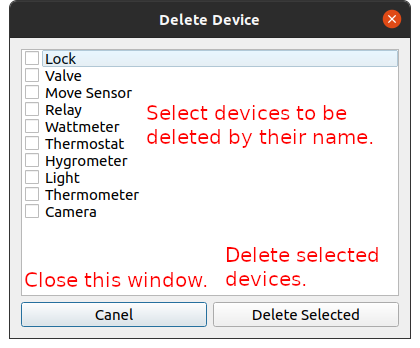 Delete Device
Lock
Valve
Move Sensor
Relay
Wattmeter
Thermostat
Hygrometer
Light
Thermometer
Camera
Select devices to be
deleted by their name.
Close this window.
Delete selected
devices.
Canel
Delete Selected